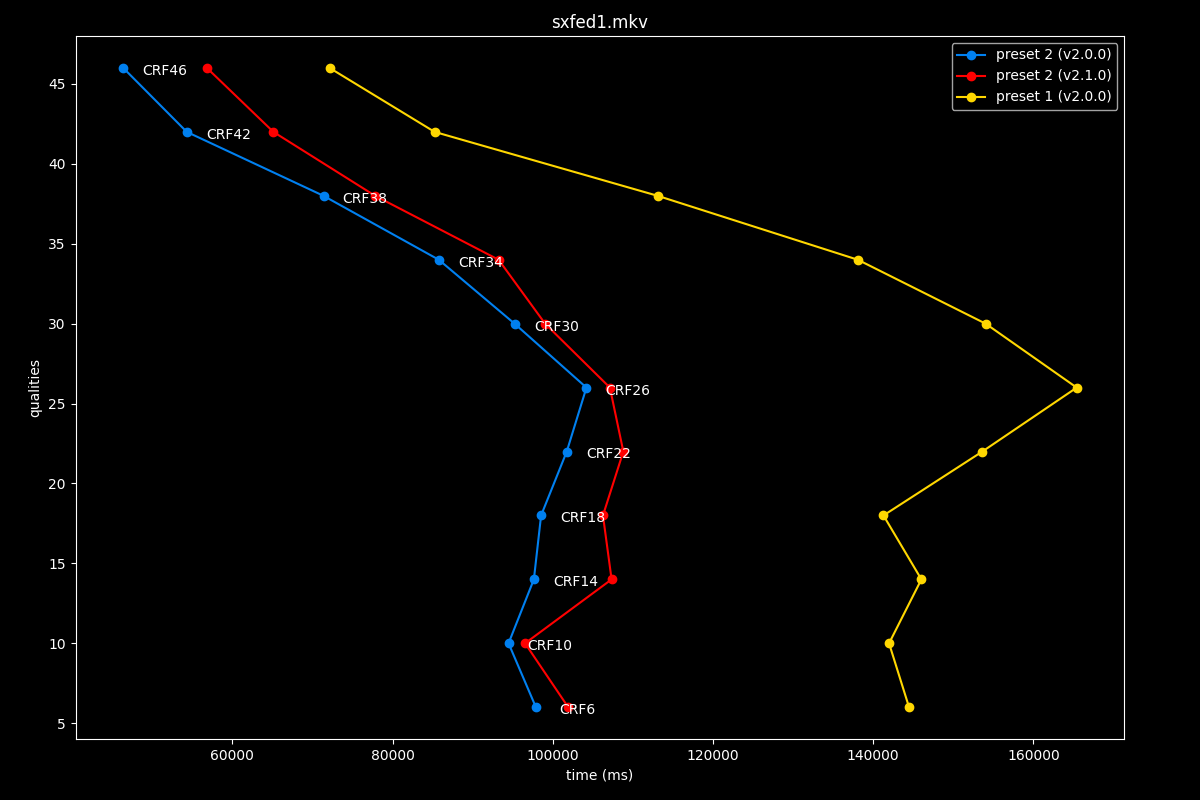 sxfed1.mkv
preset 2 (v2.0.0)
preset 2 (v2.1.0)
preset 1 (v2.0.0)
qualities
45
40
35
30
25
20
15
10
5
CRF46
CRF42
CRF38
CRF34
CRF30
CRF26
CRF22
CRF18
CRF14
CRF10
CRF6
60000 80000 100000 120000 140000 160000
time (ms)